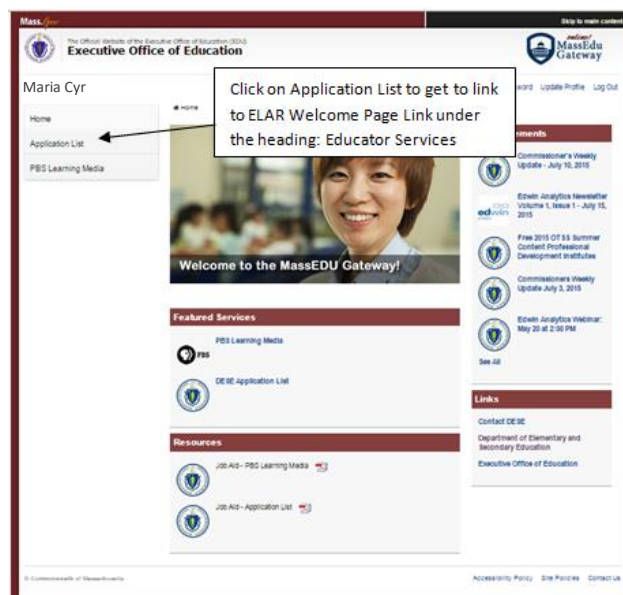 Mass.Gov
Skip to main content
The Official Website of the Executive Office of Education (EDU)
Executive Office of Education
online!
MassEdu
Gateway
Maria Cyr
word Update Profile Log Out
Home
Application List
PBS Learning Media
Home
Click on Application List to get to link
to ELAR Welcome Page Link under
the heading: Educator Services
Welcome to the MassEDU Gateway!
Featured Services
PBS Learning Media
PBS
DESE Application List
Resources
Job Aid - PBS Learning Media
Job Aid - Application List
ements
Commissioner's Weekly
Update - July 10, 2015
edwin
Edwin Analytics Newsletter
Volume 1, Issue 1 - July 15,
2015
Free 2015 OTSS Summer
Content Professional
Development Institutes
Commissioners Weekly
Update July 3, 2015
Edwin Analytics Webinar:
May 20 at 2:00 PM
See All
Links
Contact DESE
Department of Elementary and
Secondary Education
Executive Office of Education
© Commonwealth of Massachusetts
Accessibility Policy Site Policies Contact Us